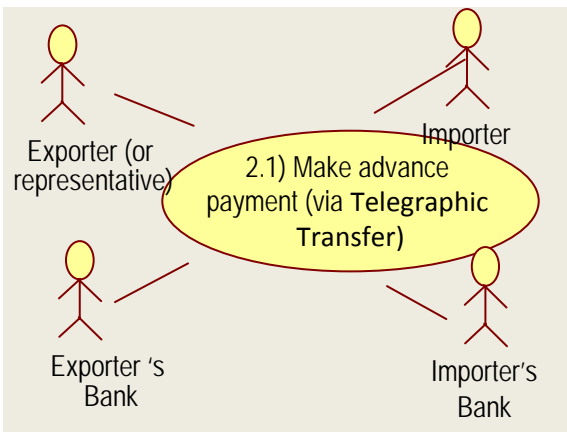 Exporter (or
representative)
Importer
2.1) Make advance
payment (via Telegraphic
Transfer)
Exporter ‘s
Bank
Importer’s
Bank